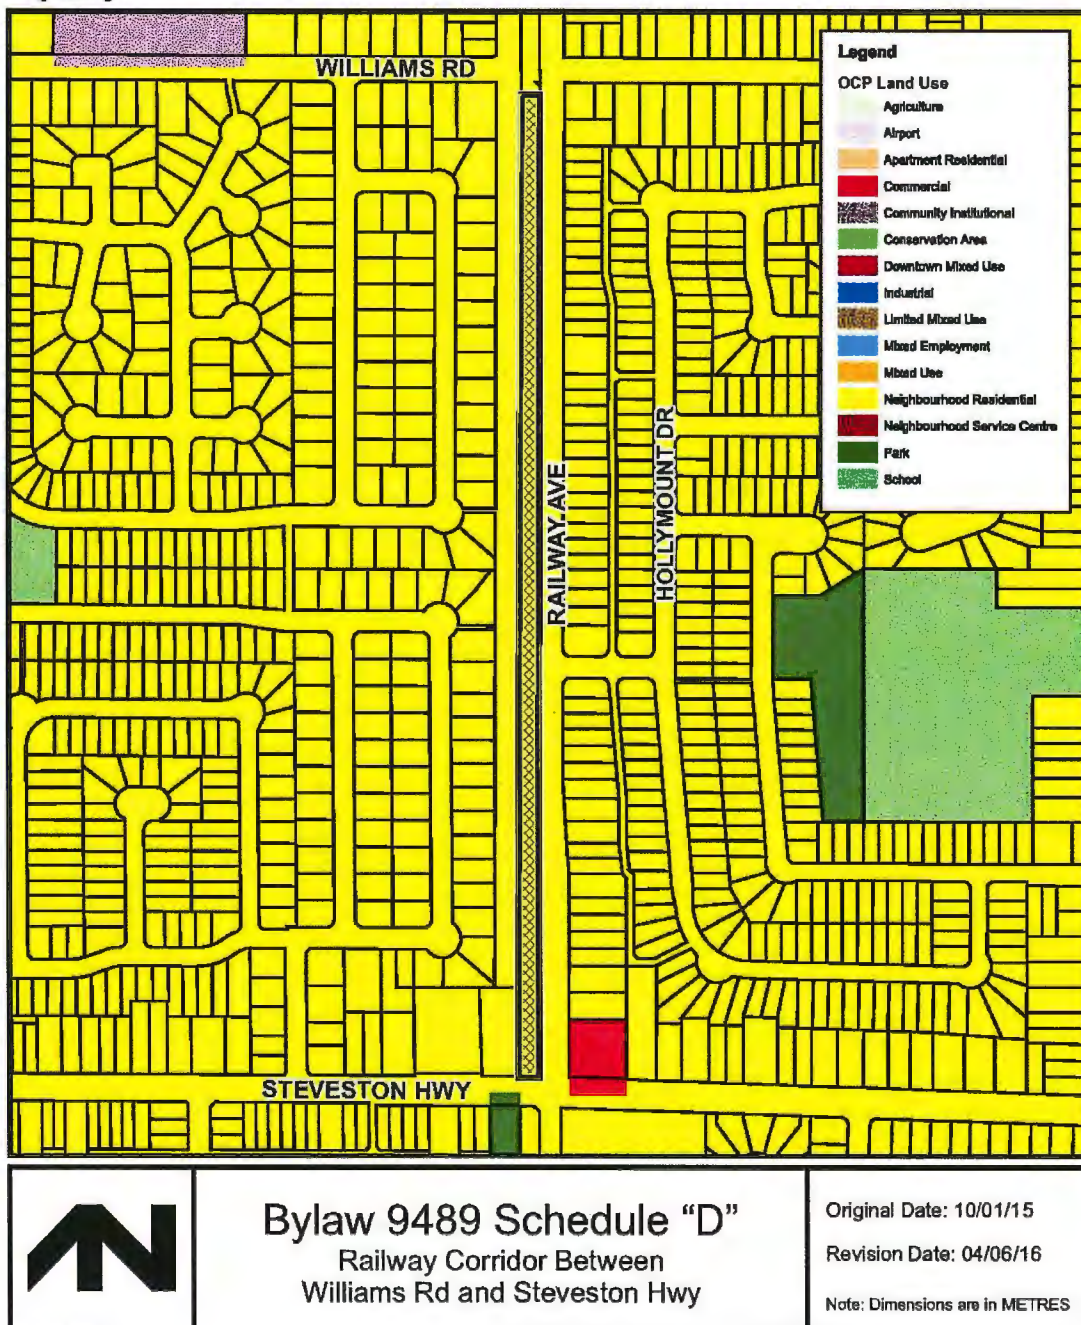 WILLIAMS RD
Legend
OCP Land Use
Agriculture
Airport
Apartment Residential
Commercial
Community Institutional
Conservation Area
Downtown Mixed Use
Industrial
Limited Mixed Use
Mixed Employment
Mixed Use
Neighbourhood Residential
Neighbourhood Service Centre
Park
School
RAILWAY AVE
HOLLYMOUNT DR
STEVESTON HWY
Bylaw 9489 Schedule “D”
Railway Corridor Between
Williams Rd and Steveston Hwy
Original Date: 10/01/15
Revision Date: 04/06/16
Note: Dimensions are in METRES